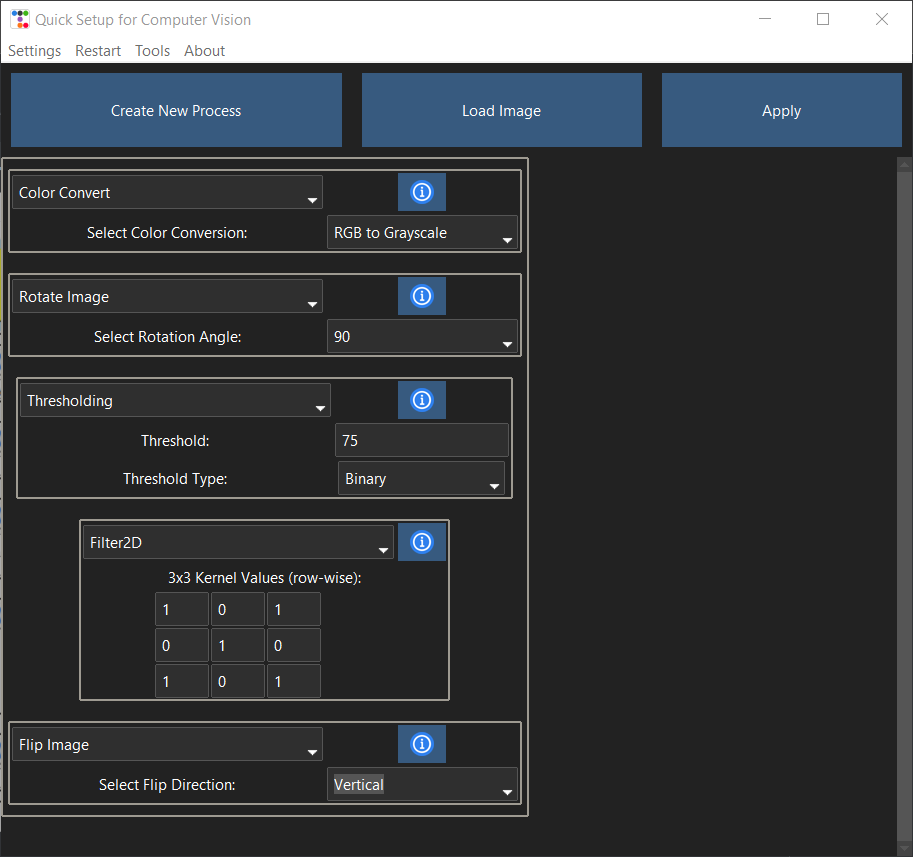 Quick Setup for Computer Vision
Settings Restart Tools About
Create New Process Load Image Apply
Color Convert
Select Color Conversion: RGB to Grayscale
Rotate Image
Select Rotation Angle: 90
Thresholding
Threshold: 75
Threshold Type: Binary
Filter2D
3x3 Kernel Values (row-wise):
1 0 1
0 1 0
1 0 1
Flip Image
Select Flip Direction: Vertical